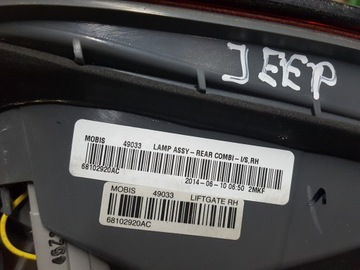 JEEP
MOBIS 49033 LAMP ASSY-REAR COMBI-I/S,RH
68102920AC 2014-06-10 06:50 2MKF
MOBIS 49033 LIFTGATE RH
68102920AC